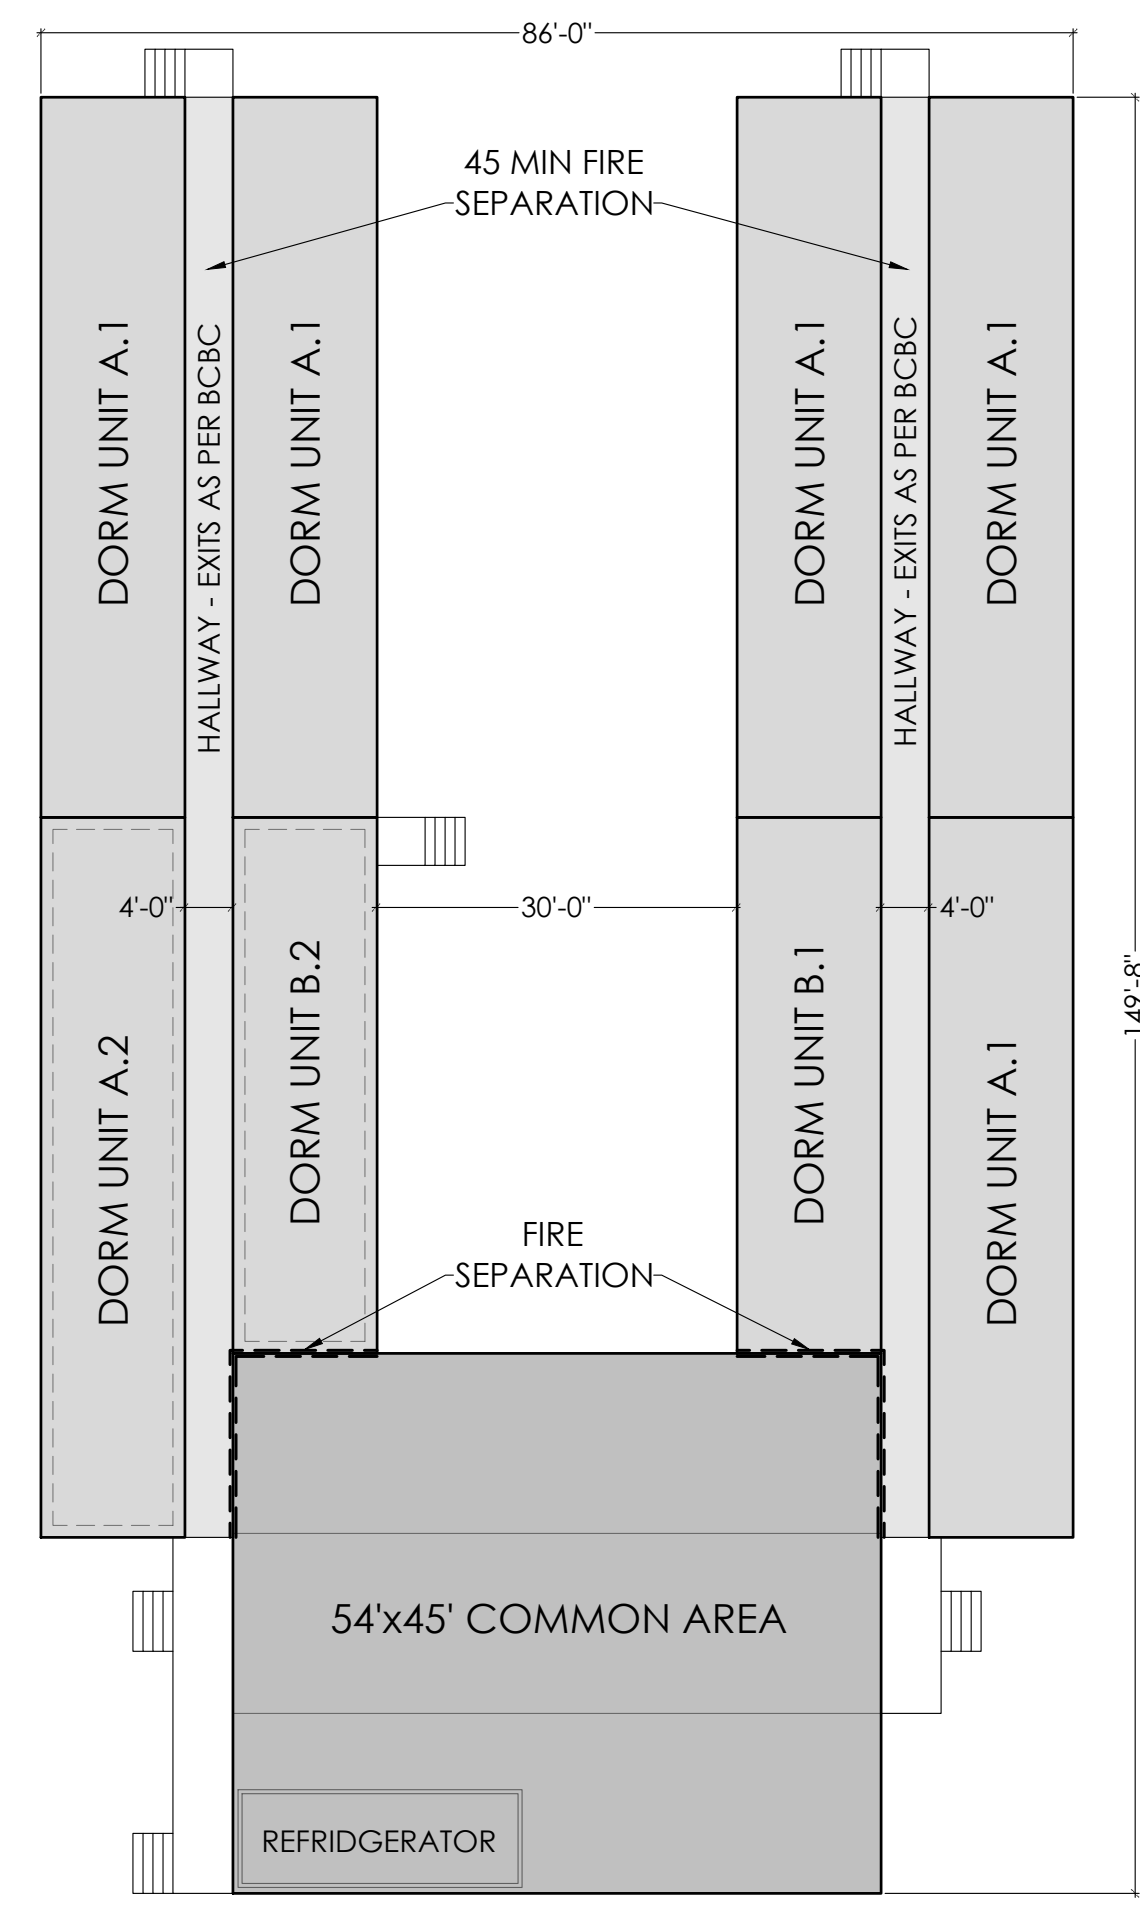 86'-0"
45 MIN FIRE
SEPARATION
DORM UNIT A.1
HALLWAY - EXITS AS PER BCBC
DORM UNIT A.1
DORM UNIT A.1
HALLWAY - EXITS AS PER BCBC
DORM UNIT A.1
4'-0"
30'-0"
4'-0"
149'-8"
DORM UNIT A.2
DORM UNIT B.2
DORM UNIT B.1
DORM UNIT A.1
FIRE
SEPARATION
54'x45' COMMON AREA
REFRIDGERATOR